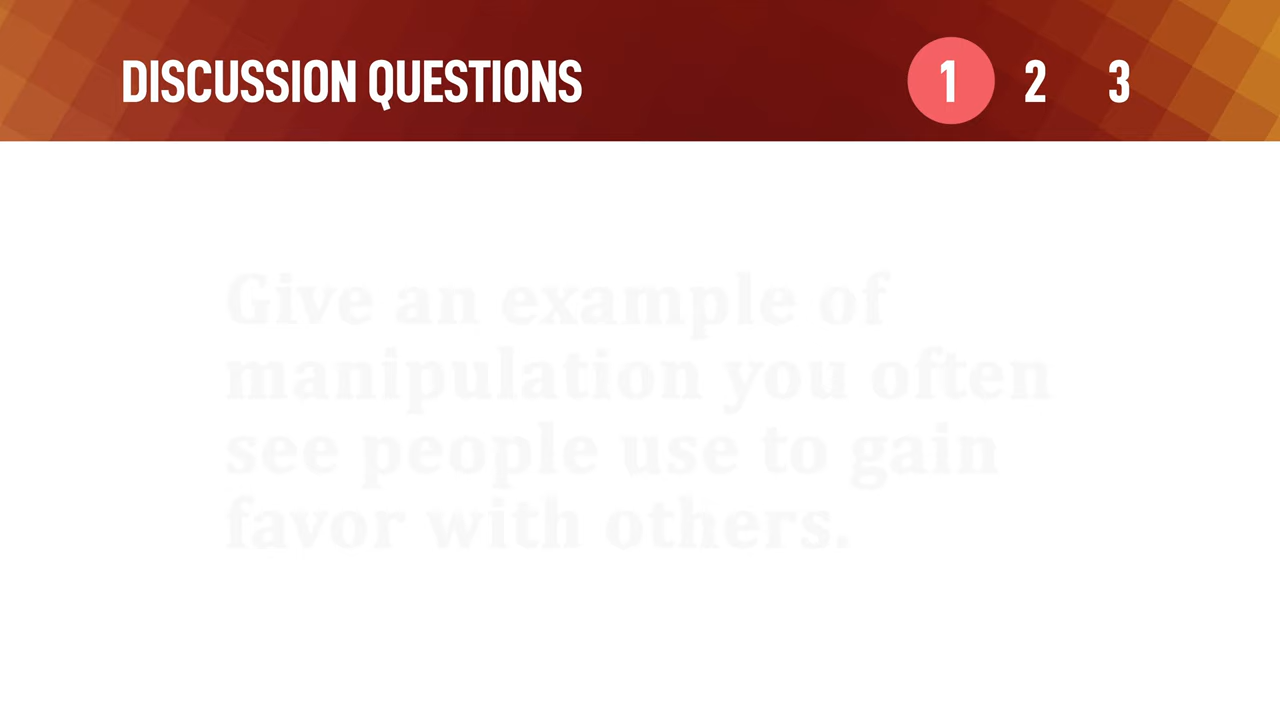 DISCUSSION QUESTIONS 1 2 3
Give an example of
manipulation you often
see people use to gain
favor with others.